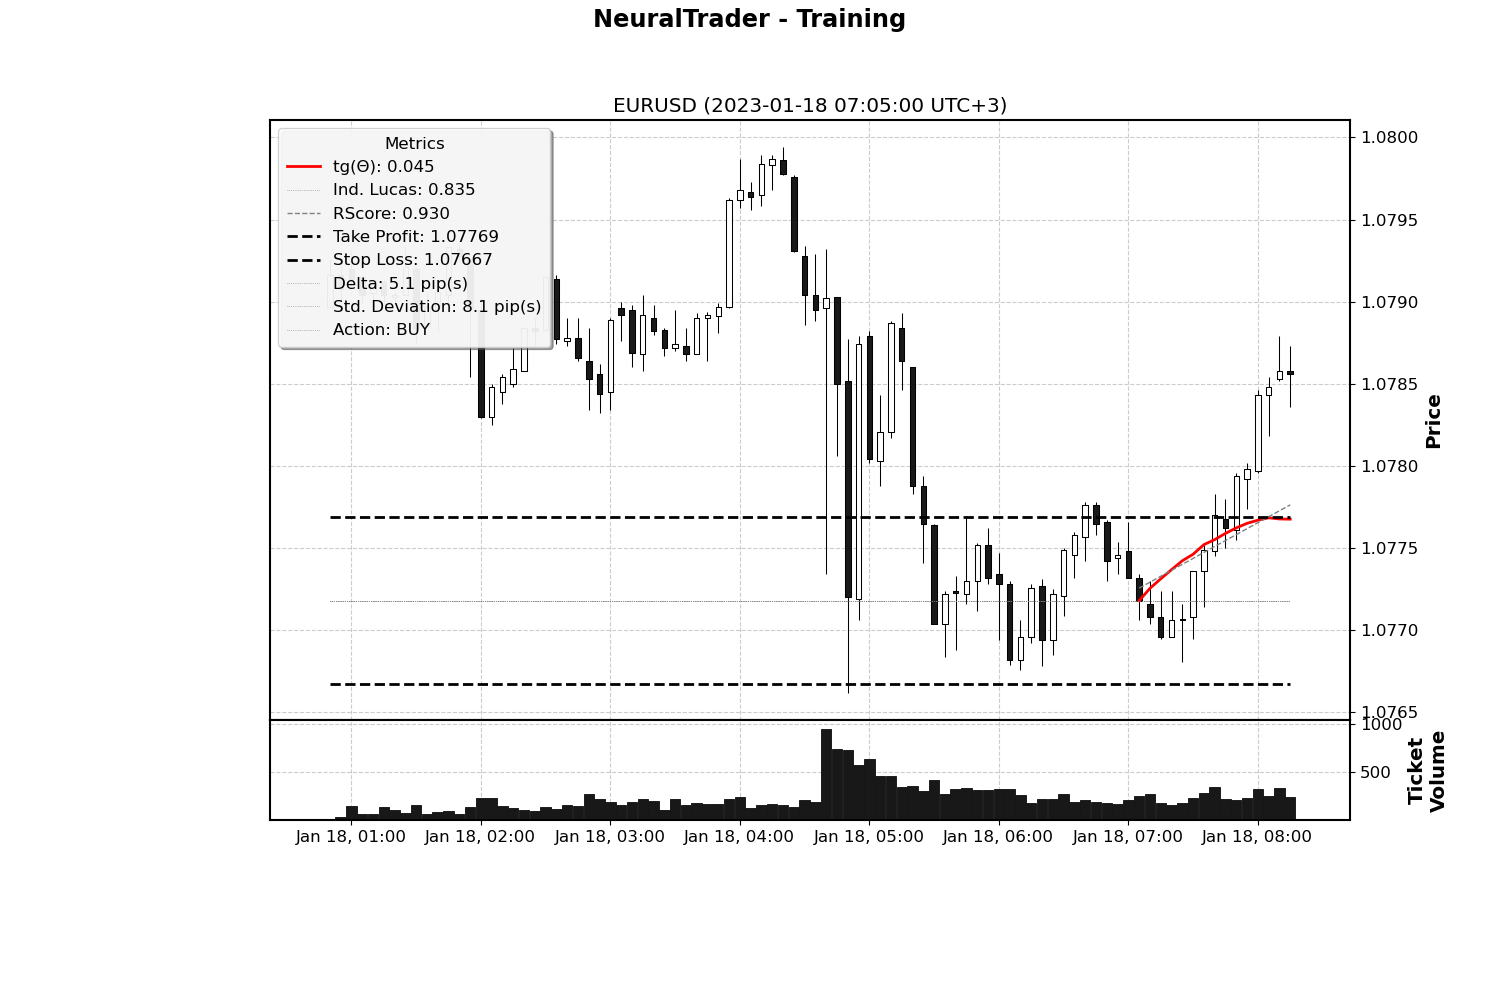 NeuralTrader - Training
EURUSD (2023-01-18 07:05:00 UTC+3)
Metrics
tg(Θ): 0.045
Ind. Lucas: 0.835
RScore: 0.930
Take Profit: 1.07769
Stop Loss: 1.07667
Delta: 5.1 pip(s)
Std. Deviation: 8.1 pip(s)
Action: BUY
1.0800
1.0795
1.0790
1.0785
1.0780
1.0775
1.0770
1.0765
Price
1000
500
Ticket
Volume
Jan 18, 01:00
Jan 18, 02:00
Jan 18, 03:00
Jan 18, 04:00
Jan 18, 05:00
Jan 18, 06:00
Jan 18, 07:00
Jan 18, 08:00